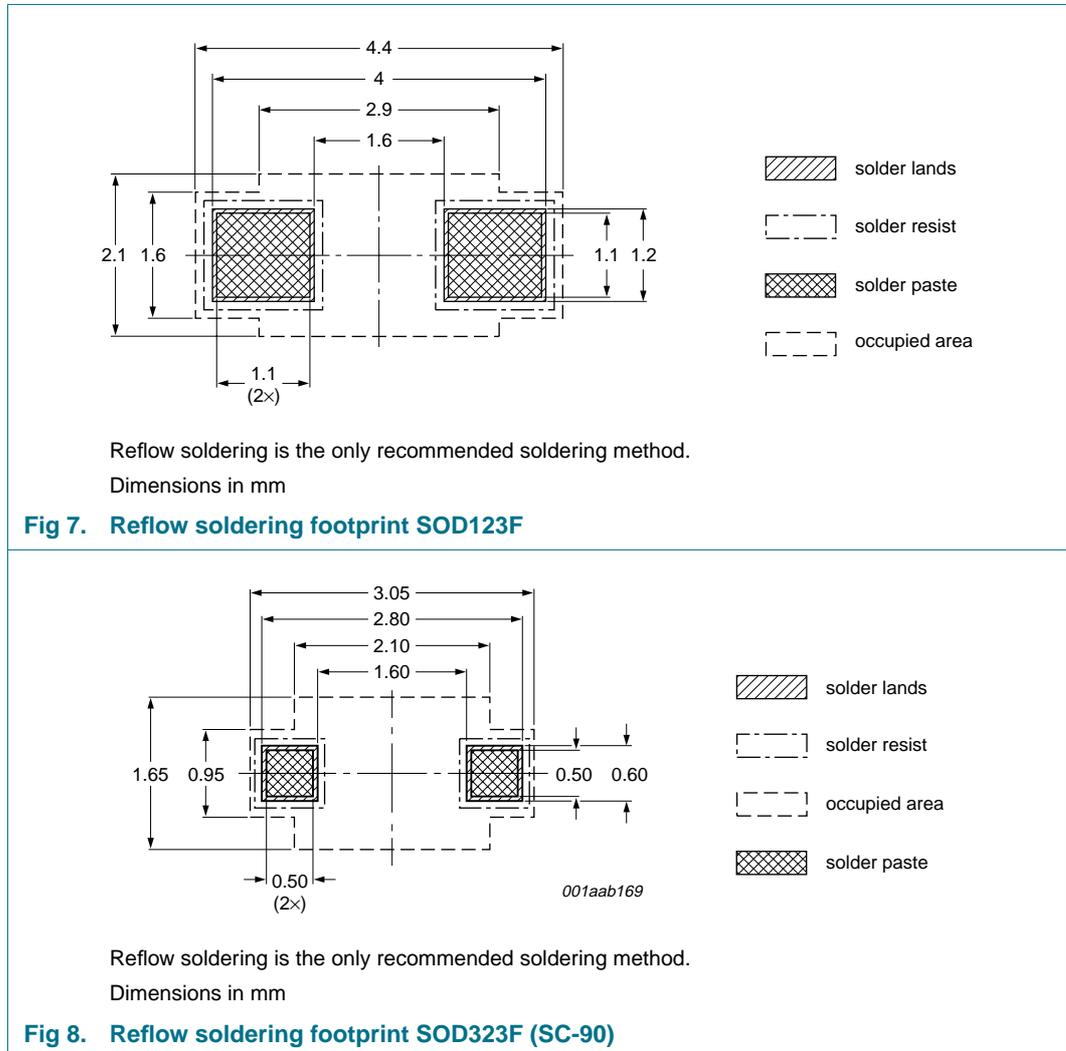 4.4
4
2.9
1.6
2.1 1.6 1.1 1.2
1.1
(2×)
solder lands
solder resist
solder paste
occupied area
Reflow soldering is the only recommended soldering method.
Dimensions in mm
Fig 7. Reflow soldering footprint SOD123F
3.05
2.80
2.10
1.60
1.65 0.95 0.50 0.60
0.50
(2×)
001aab169
solder lands
solder resist
occupied area
solder paste
Reflow soldering is the only recommended soldering method.
Dimensions in mm
Fig 8. Reflow soldering footprint SOD323F (SC-90)